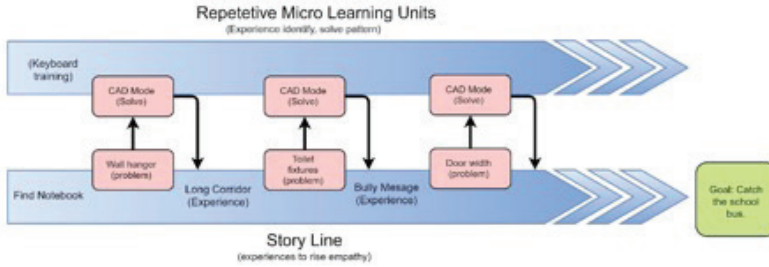 Repetetive Micro Learning Units
(Experience identify, solve pattern)
(Keyboard
training)
CAD Mode
(Solve)
CAD Mode
(Solve)
CAD Mode
(Solve)
Wall hanger
(problem)
Toilet
fixtures
(problem)
Door width
(problem)
Find Notebook
Long Corridor
(Experience)
Bully Mesage
(Experience)
Goal: Catch
the school
bus.
Story Line
(experiences to rise empathy)